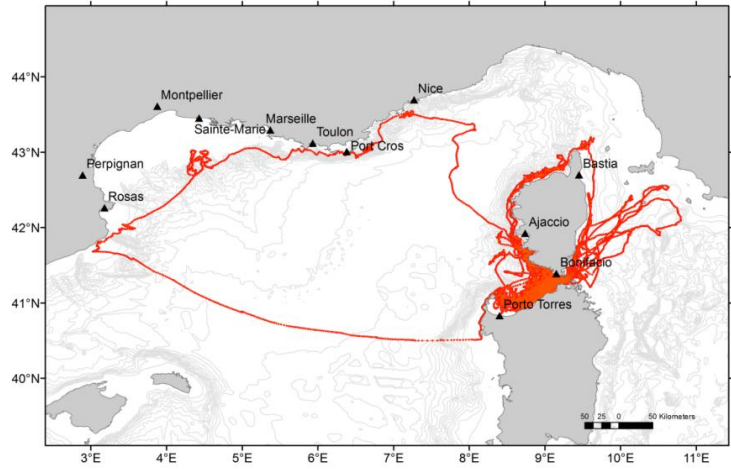 44°N
43°N
42°N
41°N
40°N
Montpellier
Sainte-Marie
Marseille
Toulon
Port Cros
Nice
Perpignan
Rosas
Bastia
Ajaccio
Bonifacio
Porto Torres
50 25 0 50 Kilometers
3°E 4°E 5°E 6°E 7°E 8°E 9°E 10°E 11°E